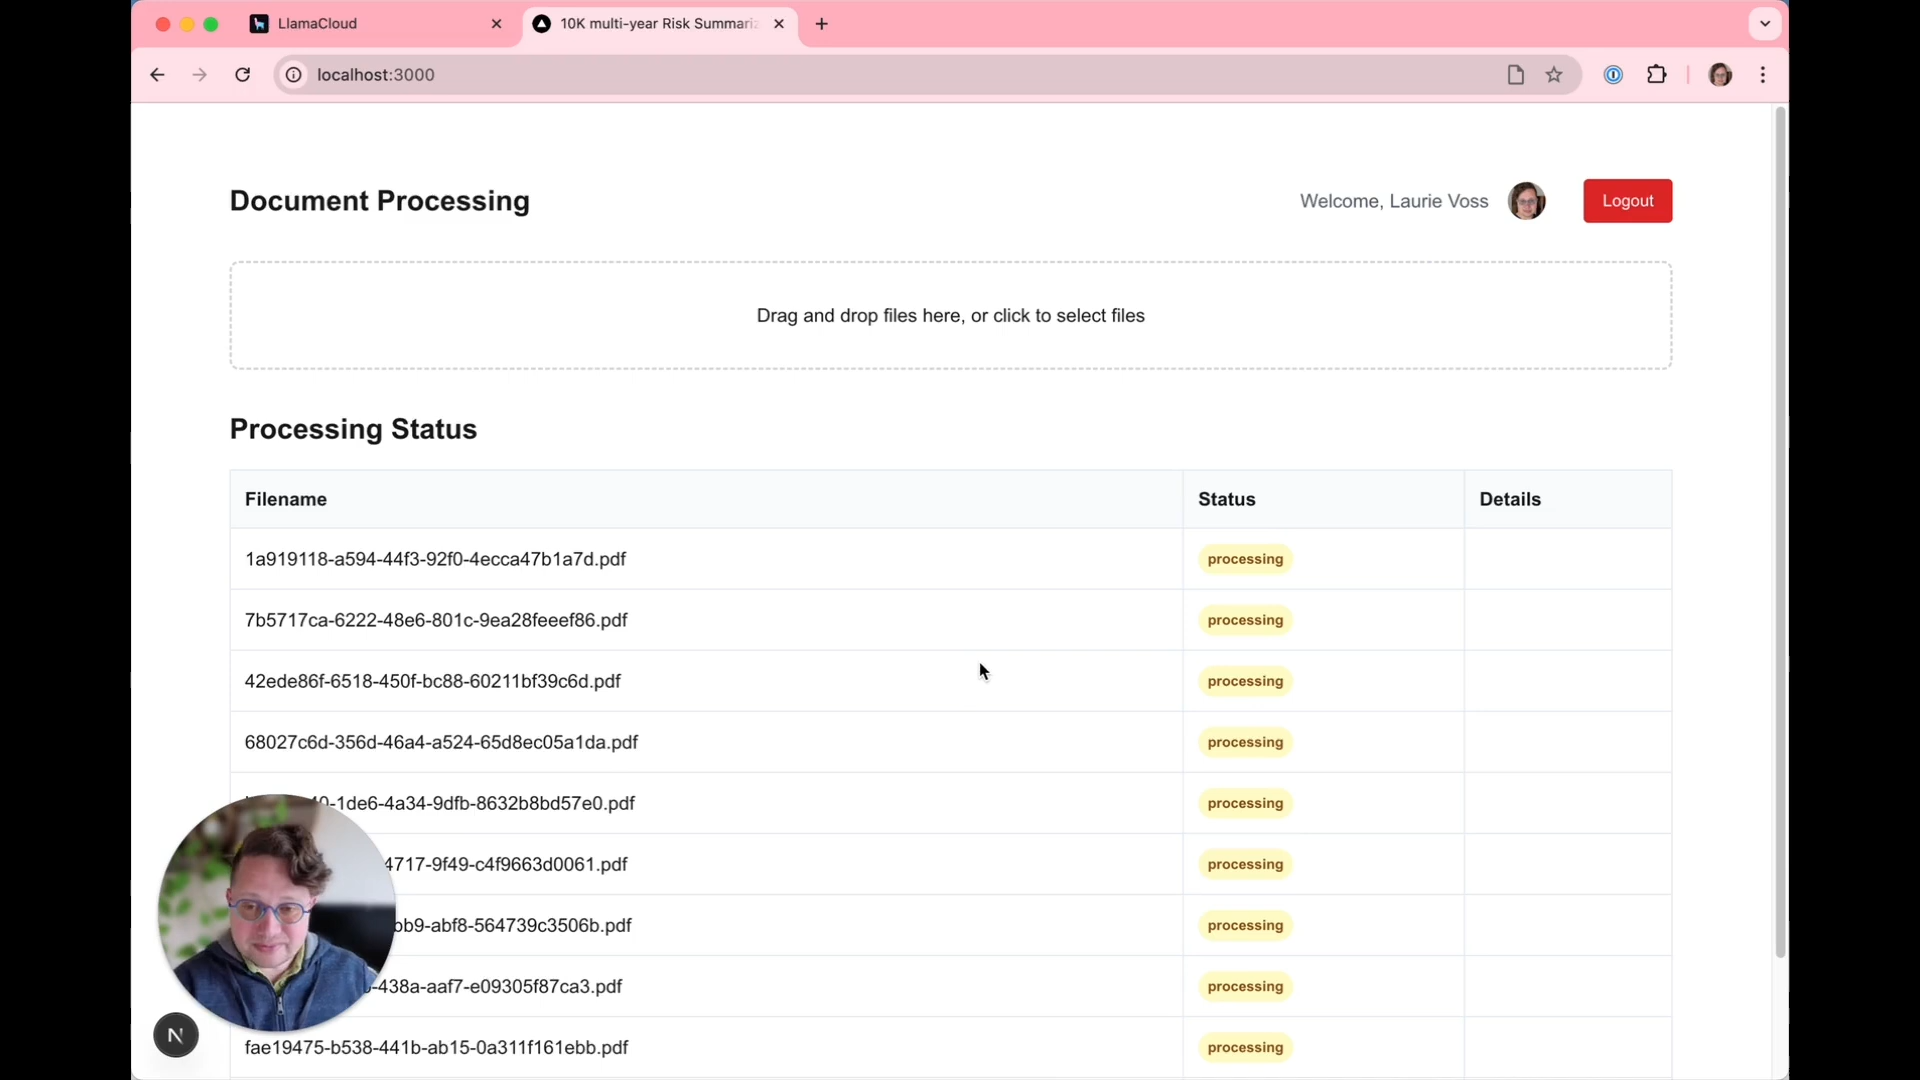 LlamaCloud
10K multi-year Risk Summari
localhost:3000
Document Processing
Welcome, Laurie Voss
Logout
Drag and drop files here, or click to select files
Processing Status
Filename Status Details
1a919118-a594-44f3-92f0-4ecca47b1a7d.pdf processing
7b5717ca-6222-48e6-801c-9ea28feeef86.pdf processing
42ede86f-6518-450f-bc88-60211bf39c6d.pdf processing
68027c6d-356d-46a4-a524-65d8ec05a1da.pdf processing
-1de6-4a34-9dfb-8632b8bd57e0.pdf processing
4717-9f49-c4f9663d0061.pdf processing
bb9-abf8-564739c3506b.pdf processing
-438a-aaf7-e09305f87ca3.pdf processing
fae19475-b538-441b-ab15-0a311f161ebb.pdf processing
N